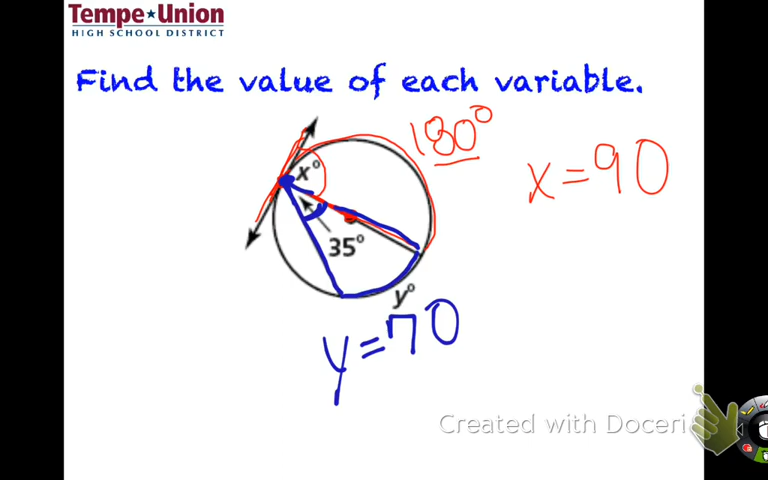 Tempe★Union
HIGH SCHOOL DISTRICT
Find the value of each variable.
180°
x°
x=90
35°
y°
y=70
Created with Doceri